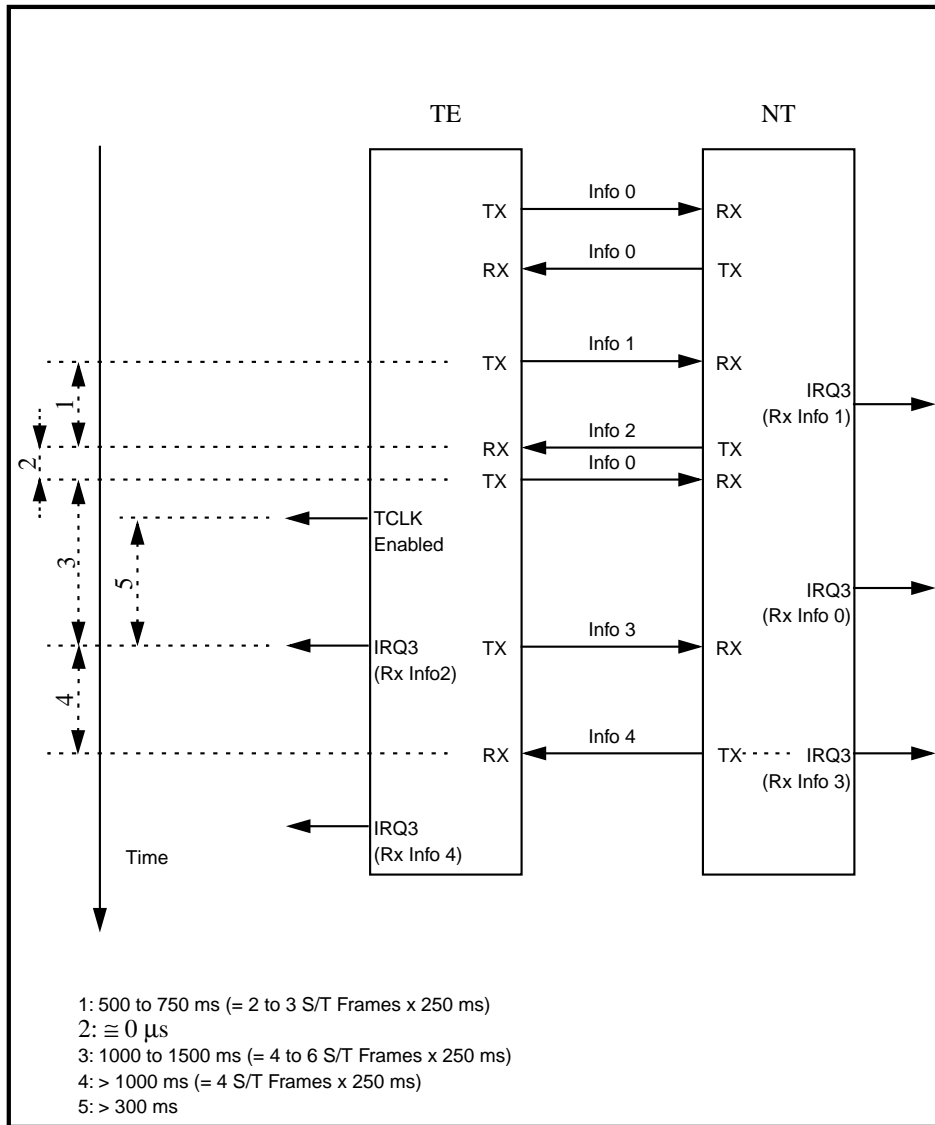 TE
NT
Info 0
TX
RX
Info 0
RX
TX
Info 1
TX
RX
IRQ3
(Rx Info 1)
1
Info 2
RX
TX
2
Info 0
TX
RX
TCLK
Enabled
3
5
IRQ3
(Rx Info 0)
Info 3
IRQ3
(Rx Info2)
TX
RX
4
Info 4
RX
TX
IRQ3
(Rx Info 3)
IRQ3
(Rx Info 4)
Time
1: 500 to 750 ms (= 2 to 3 S/T Frames x 250 ms)
2: ≅ 0 µs
3: 1000 to 1500 ms (= 4 to 6 S/T Frames x 250 ms)
4: > 1000 ms (= 4 S/T Frames x 250 ms)
5: > 300 ms